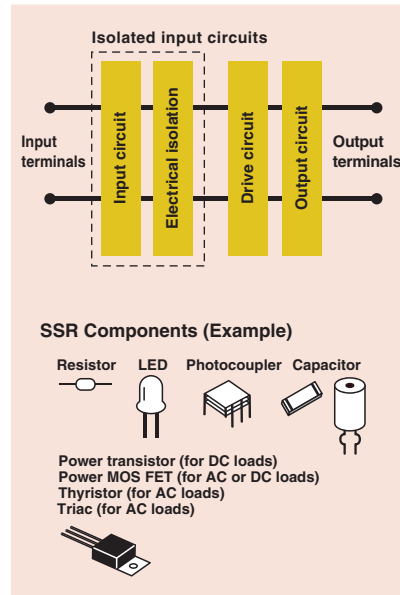 Isolated input circuits
Input
terminals
Input circuit
Electrical isolation
Drive circuit
Output circuit
Output
terminals
SSR Components (Example)
Resistor LED Photocoupler Capacitor
Power transistor (for DC loads)
Power MOS FET (for AC or DC loads)
Thyristor (for AC loads)
Triac (for AC loads)